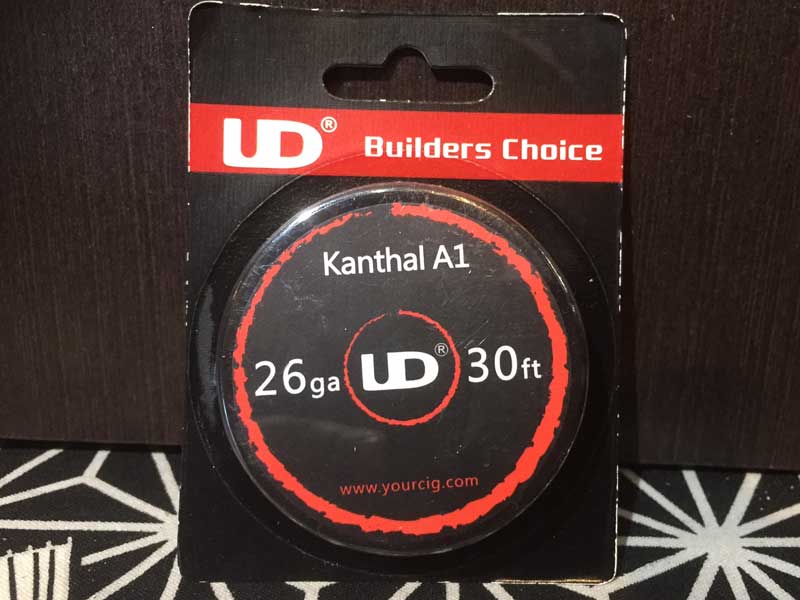 UD® Builders Choice
Kanthal A1
26ga UD® 30ft
www.yourcig.com